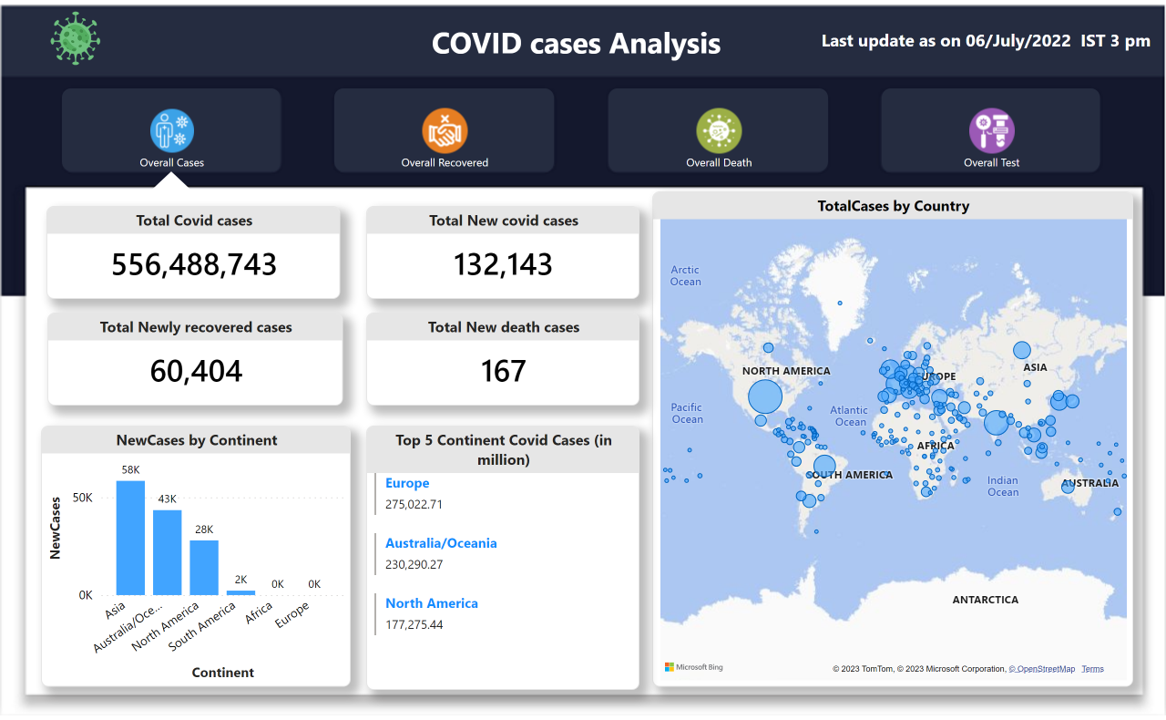 COVID cases Analysis
Last update as on 06/July/2022 IST 3 pm
Overall Cases
Overall Recovered
Overall Death
Overall Test
Total Covid cases
556,488,743
Total New covid cases
132,143
Total Newly recovered cases
60,404
Total New death cases
167
NewCases by Continent
58K
50K
43K
28K
2K
0K
0K
0K
NewCases
Asia
Australia/Oce...
North America
South America
Africa
Europe
Continent
Top 5 Continent Covid Cases (in
million)
Europe
275,022.71
Australia/Oceania
230,290.27
North America
177,275.44
TotalCases by Country
Arctic
Ocean
NORTH AMERICA
EUROPE
ASIA
Pacific
Ocean
Atlantic
Ocean
AFRICA
SOUTH AMERICA
Indian
Ocean
AUSTRALIA
ANTARCTICA
Microsoft Bing
© 2023 TomTom, © 2023 Microsoft Corporation, © OpenStreetMap Terms